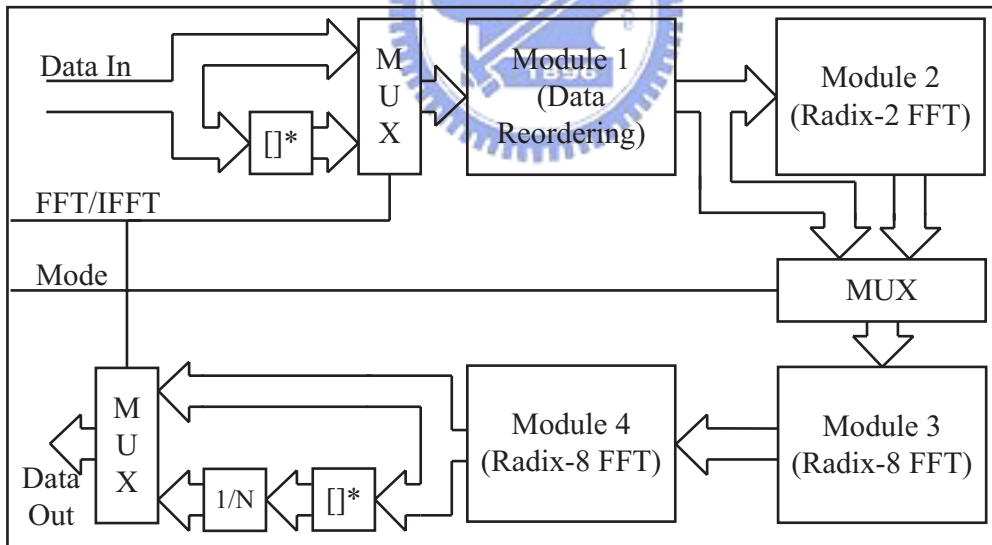 Data In
[]*
M
U
X
Module 1
(Data
Reordering)
1896
Module 2
(Radix-2 FFT)
FFT/IFFT
Mode
MUX
M
U
X
Data
Out
1/N
[]*
Module 4
(Radix-8 FFT)
Module 3
(Radix-8 FFT)